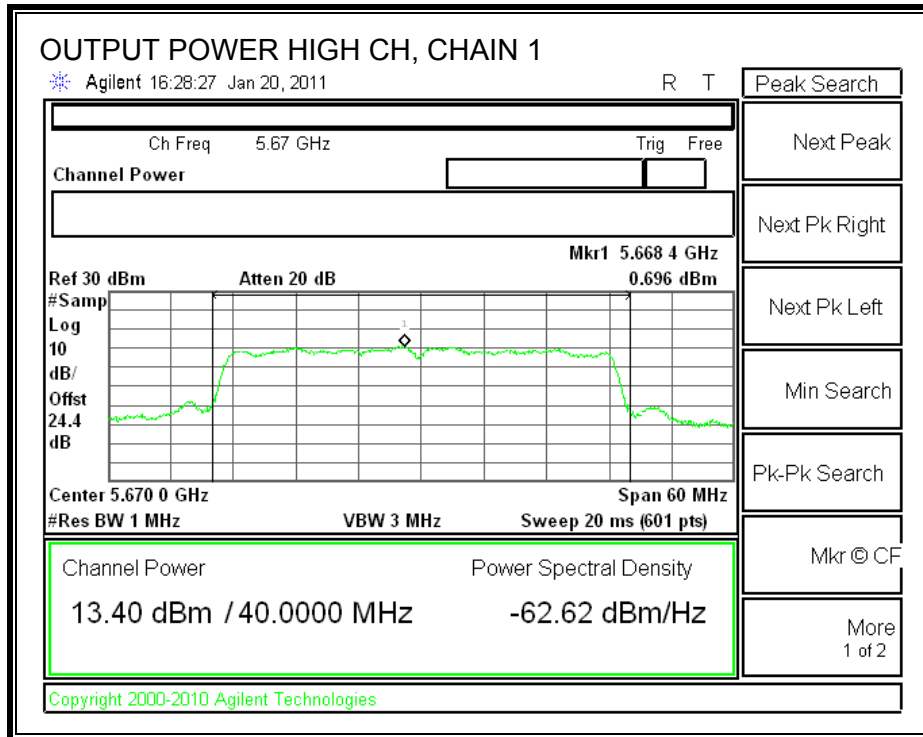 OUTPUT POWER HIGH CH, CHAIN 1
Agilent 16:28:27 Jan 20, 2011 R T
Peak Search
Ch Freq 5.67 GHz Trig Free
Channel Power
Next Peak
Next Pk Right
Mkr1 5.668 4 GHz
Ref 30 dBm Atten 20 dB 0.696 dBm
#Samp
Log
10
dB/
Offst
24.4
dB
1
Next Pk Left
Min Search
Pk-Pk Search
Center 5.670 0 GHz Span 60 MHz
#Res BW 1 MHz VBW 3 MHz Sweep 20 ms (601 pts)
Channel Power Power Spectral Density
13.40 dBm / 40.0000 MHz -62.62 dBm/Hz
Mkr © CF
More
1 of 2
Copyright 2000-2010 Agilent Technologies